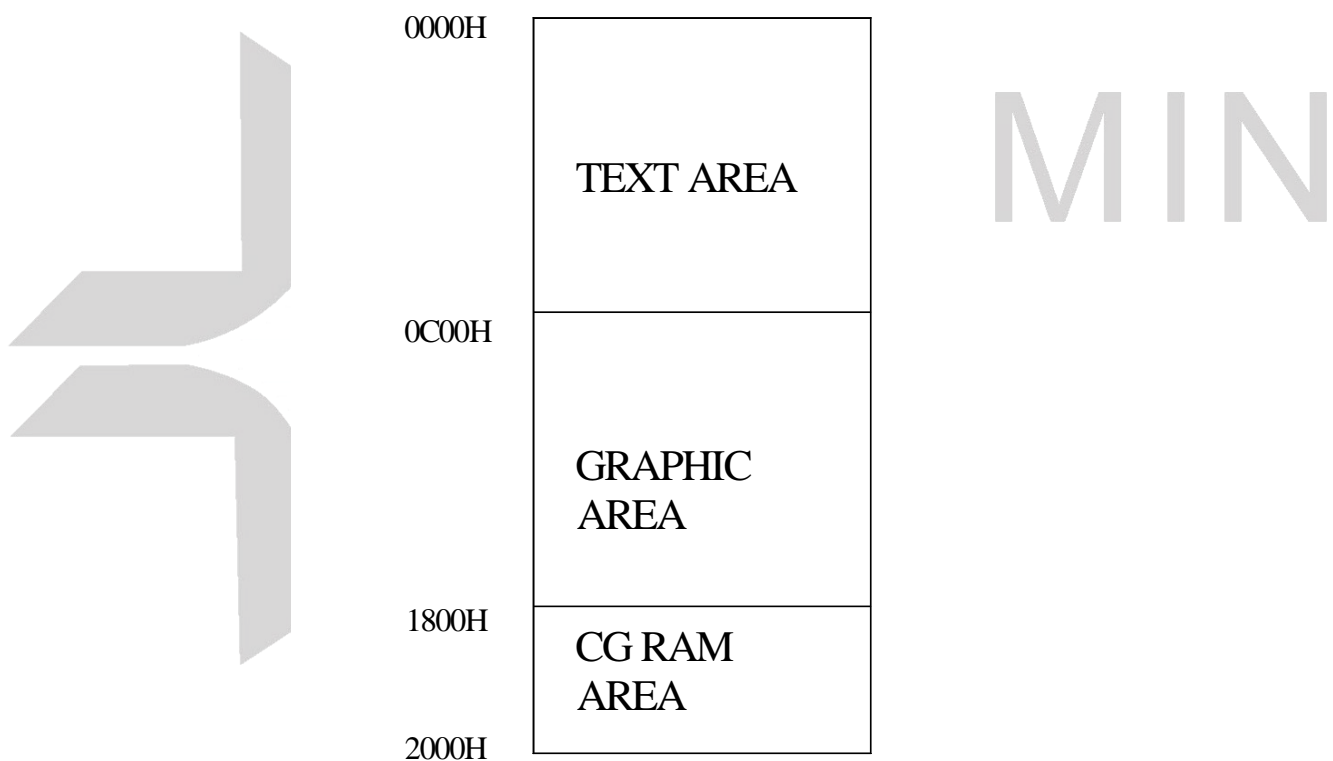 0000H
MIN
TEXT AREA
0C00H
GRAPHIC
AREA
1800H
CG RAM
AREA
2000H